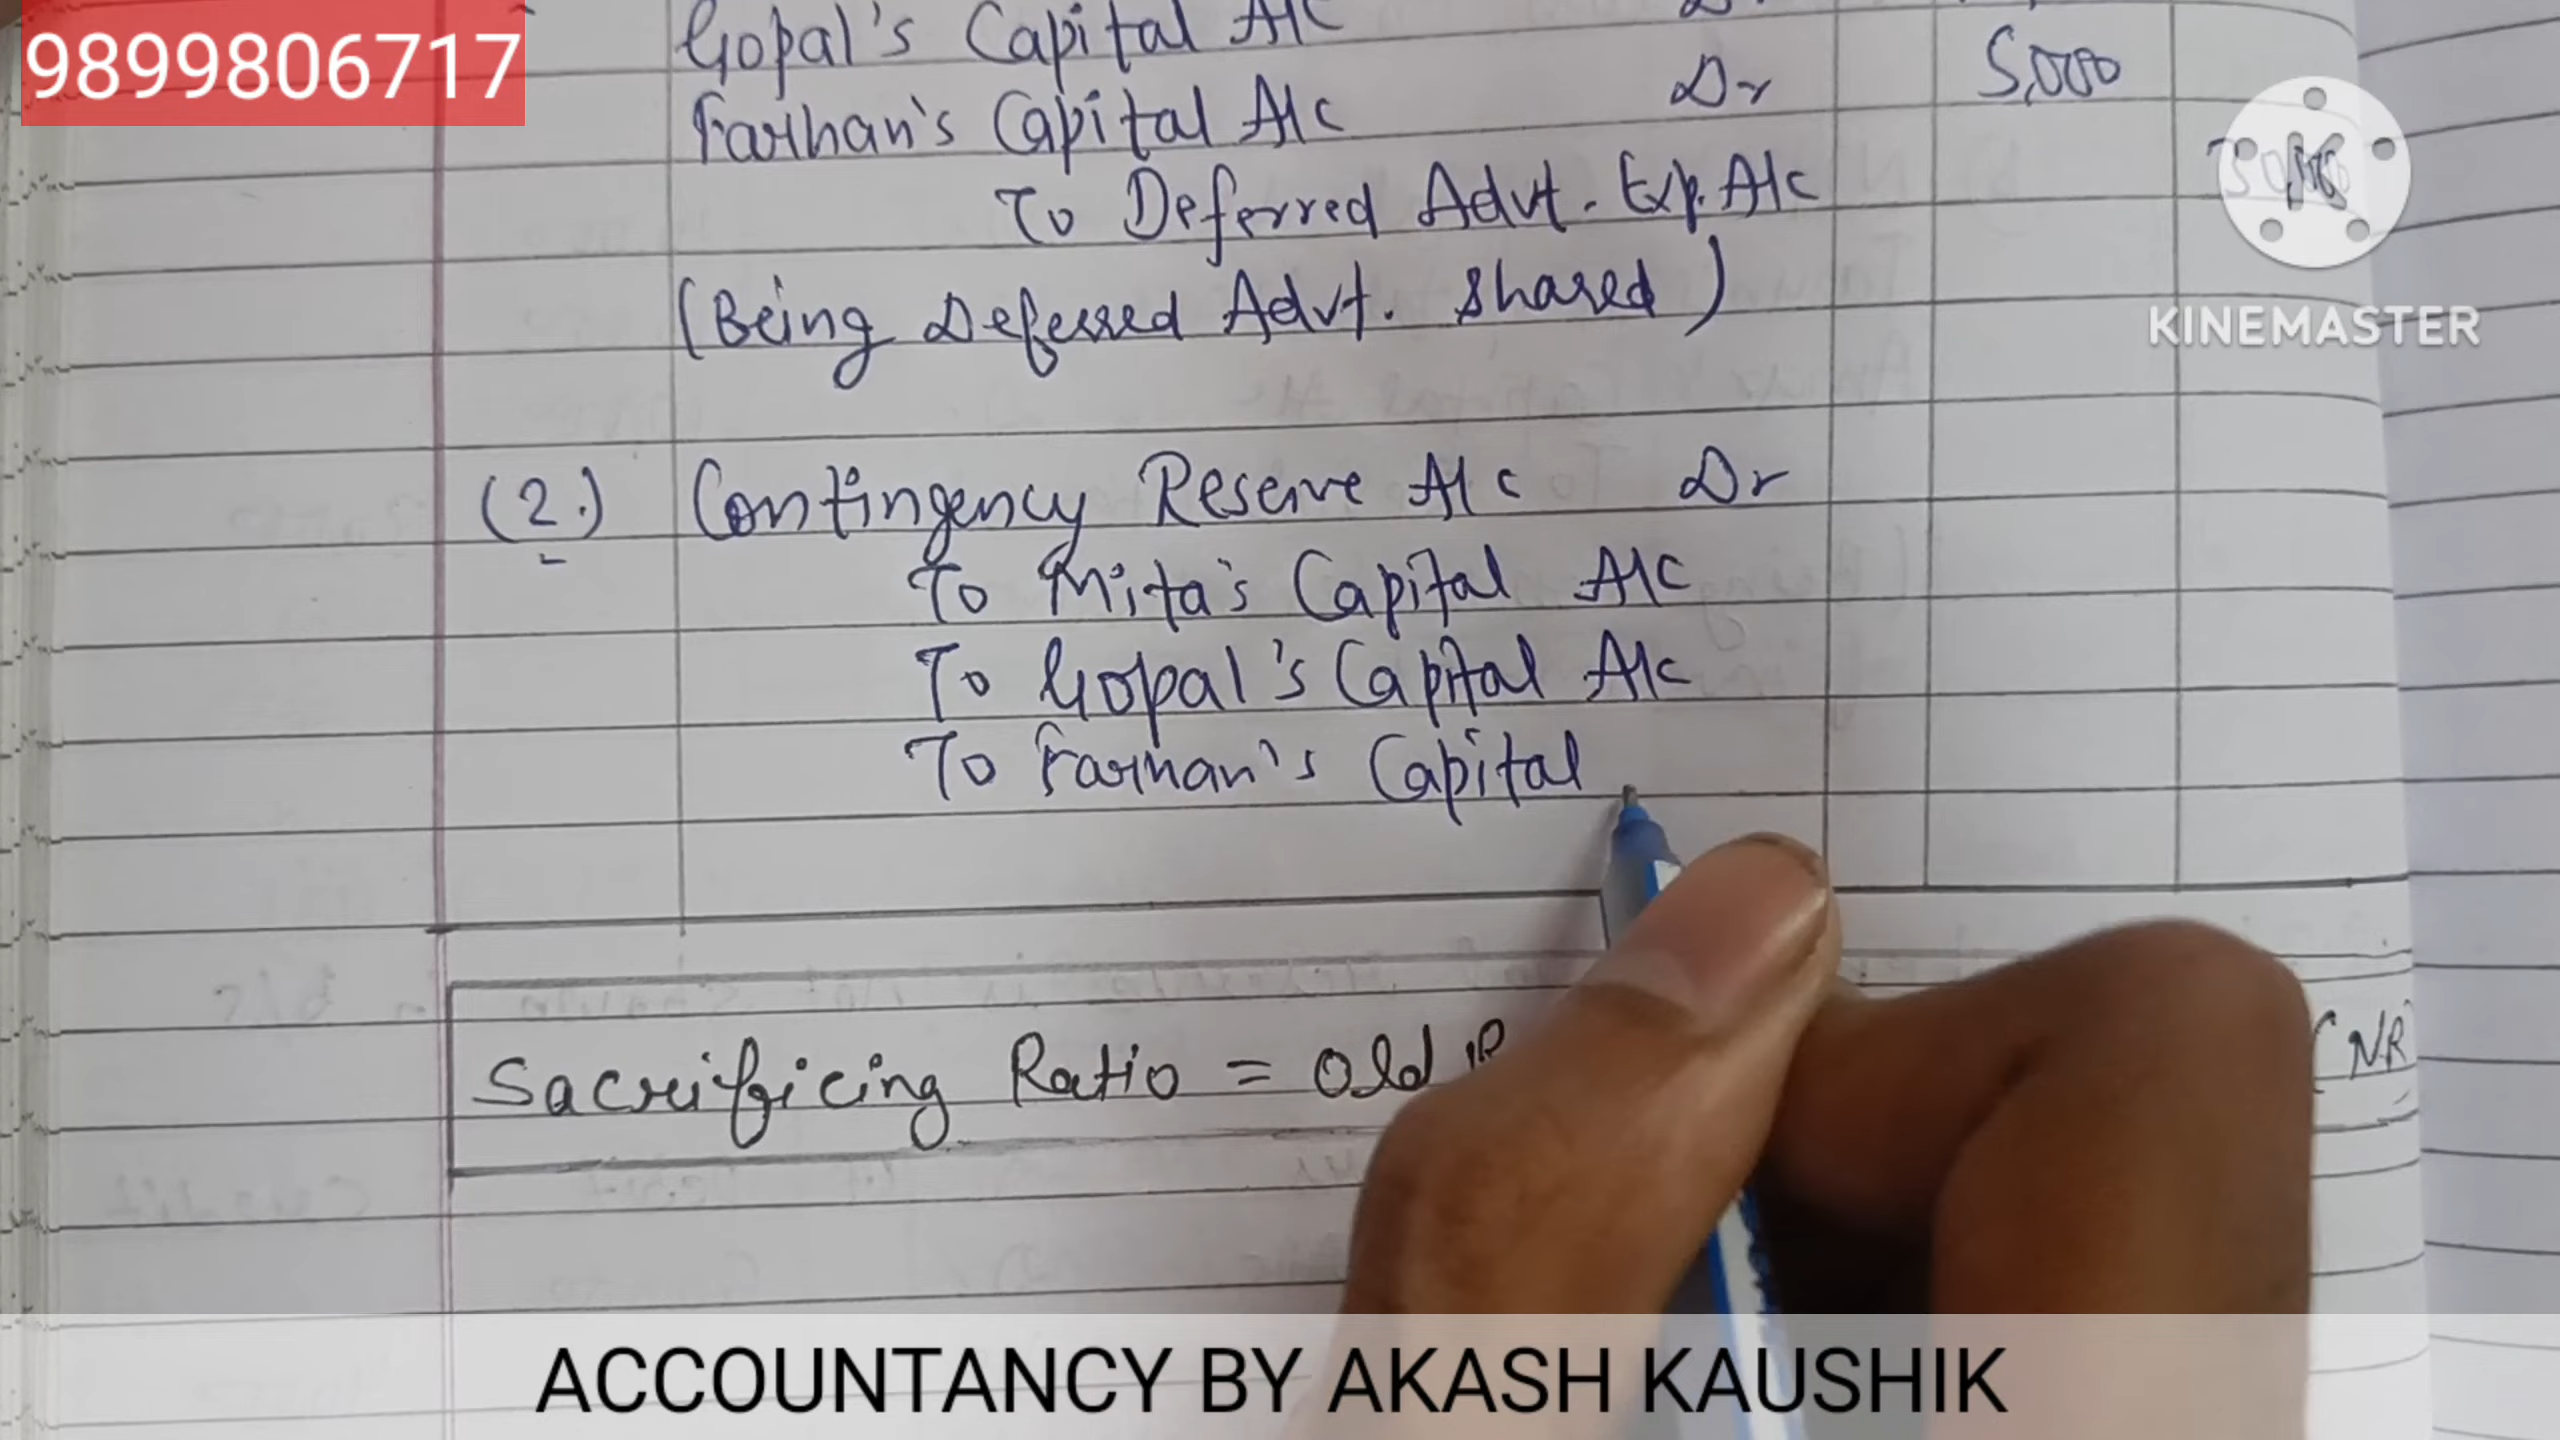 9899806717
Gopal's Capital A/c
Farhan's Capital A/c Dr 5,000
To Deferred Advt. Exp. A/c
(Being Deferred Advt. shared)
KINEMASTER
(2.) Contingency Reserve A/c Dr
To Mita's Capital A/c
To Gopal's Capital A/c
To Farhan's Capital
Sacrificing Ratio = Old
(NR
ACCOUNTANCY BY AKASH KAUSHIK